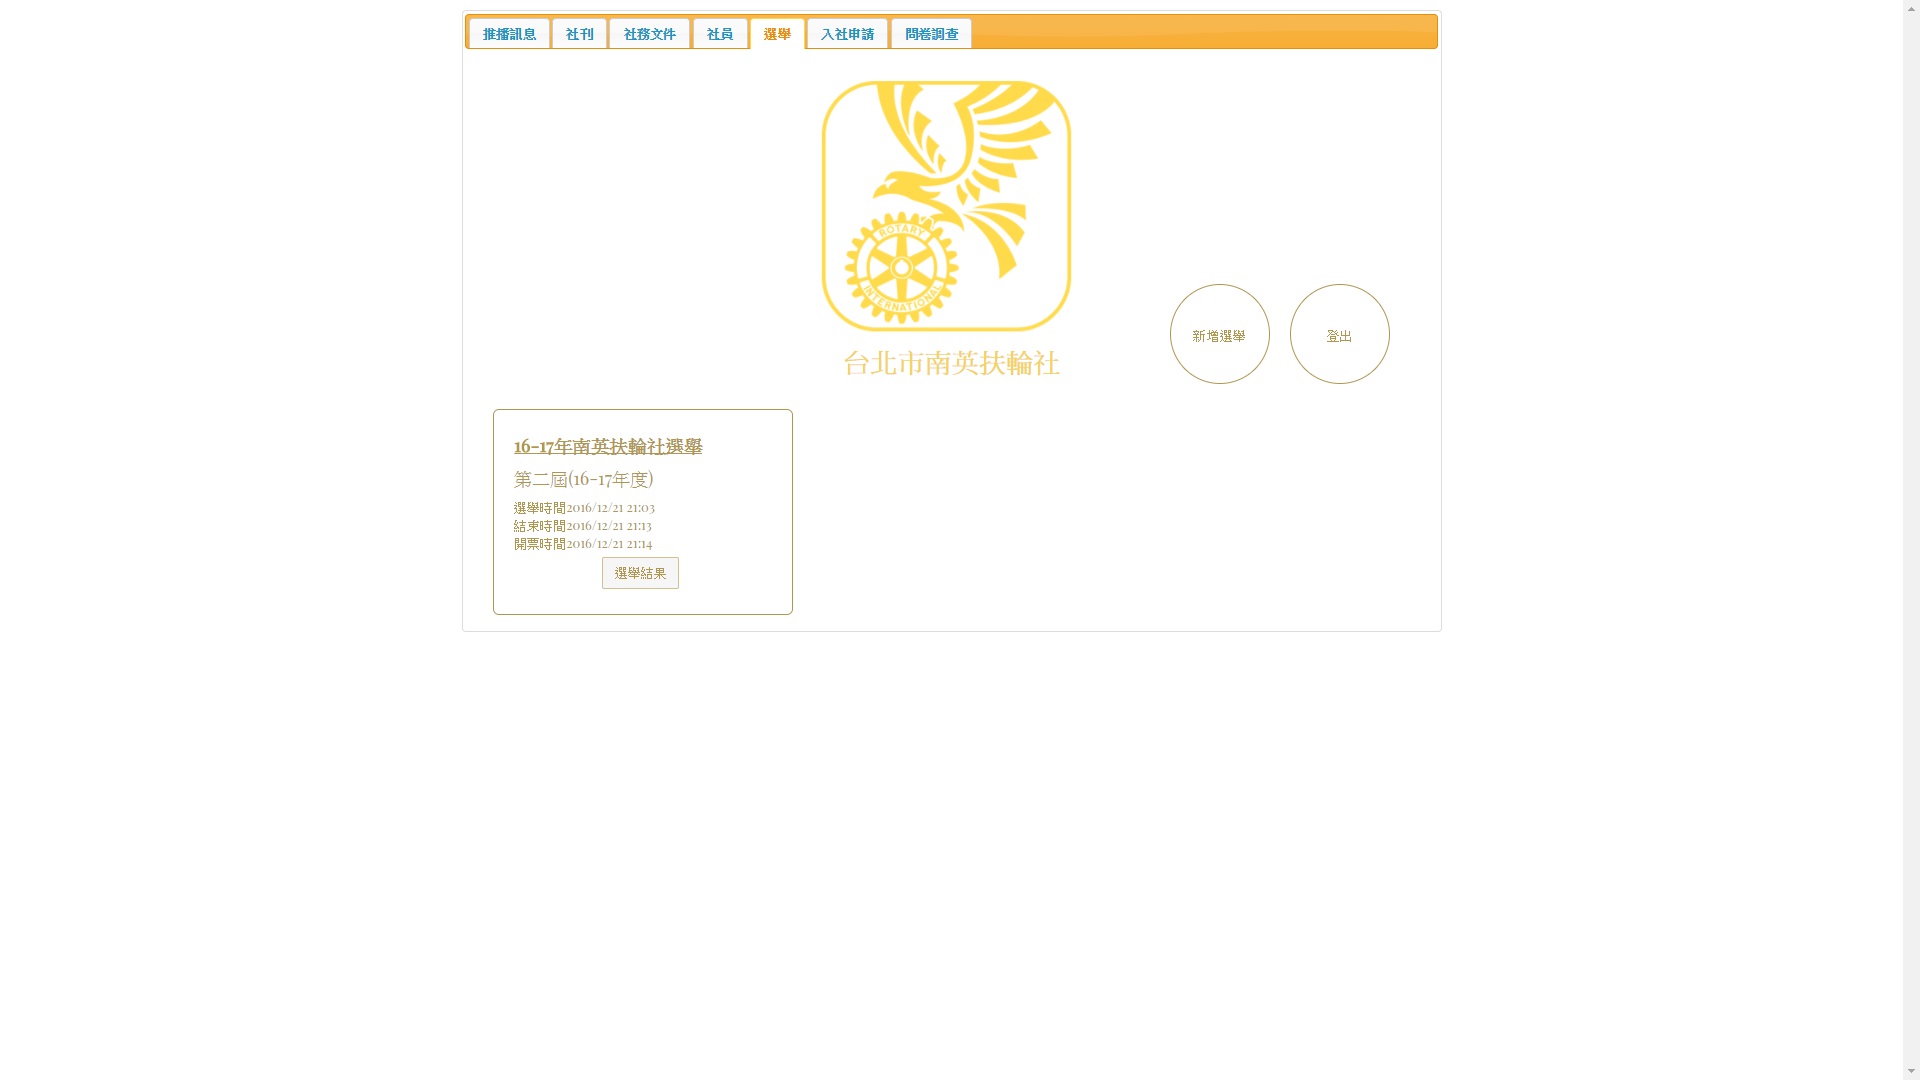 推播訊息 社刊 社務文件 社員 選舉 入社申請 問卷調查
ROTARY
INTERNATIONAL
新增選舉 登出
台北市南英扶輪社
16-17年南英扶輪社選舉
第二屆(16-17年度)
選舉時間2016/12/21 21:03
結束時間2016/12/21 21:13
開票時間2016/12/21 21:14
選舉結果